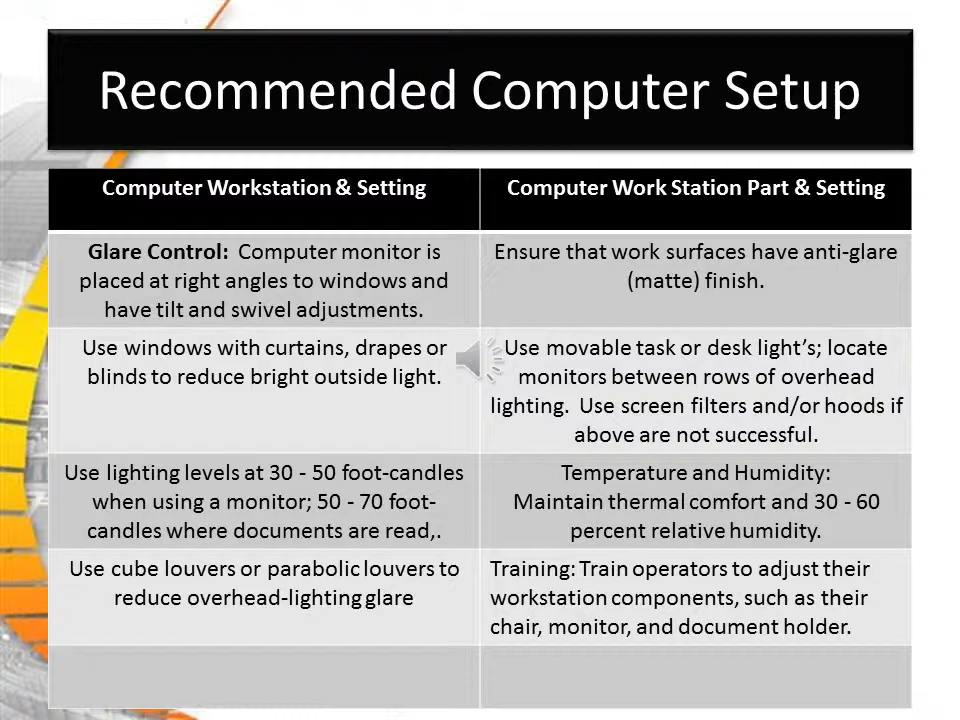 Recommended Computer Setup
Computer Workstation & Setting
Computer Work Station Part & Setting
Glare Control:  Computer monitor is
placed at right angles to windows and
have tilt and swivel adjustments.
Ensure that work surfaces have anti-glare
(matte) finish.
Use windows with curtains, drapes or
blinds to reduce bright outside light.
Use movable task or desk light’s; locate
monitors between rows of overhead
lighting.  Use screen filters and/or hoods if
above are not successful.
Use lighting levels at 30 - 50 foot-candles
when using a monitor; 50 - 70 foot-
candles where documents are read,.
Temperature and Humidity:
Maintain thermal comfort and 30 - 60
percent relative humidity.
Use cube louvers or parabolic louvers to
reduce overhead-lighting glare
Training: Train operators to adjust their
workstation components, such as their
chair, monitor, and document holder.